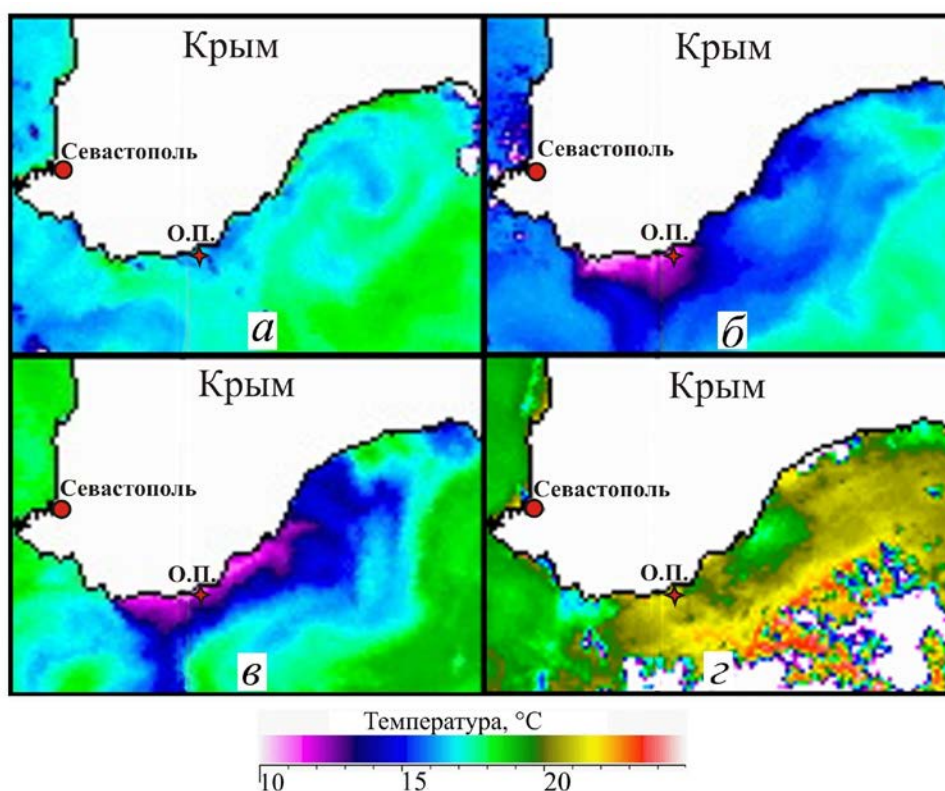 Крым
Севастополь
О.П.
а
Крым
Севастополь
О.П.
б
Крым
Севастополь
О.П.
в
Крым
Севастополь
О.П.
г
Температура, °С
10 15 20